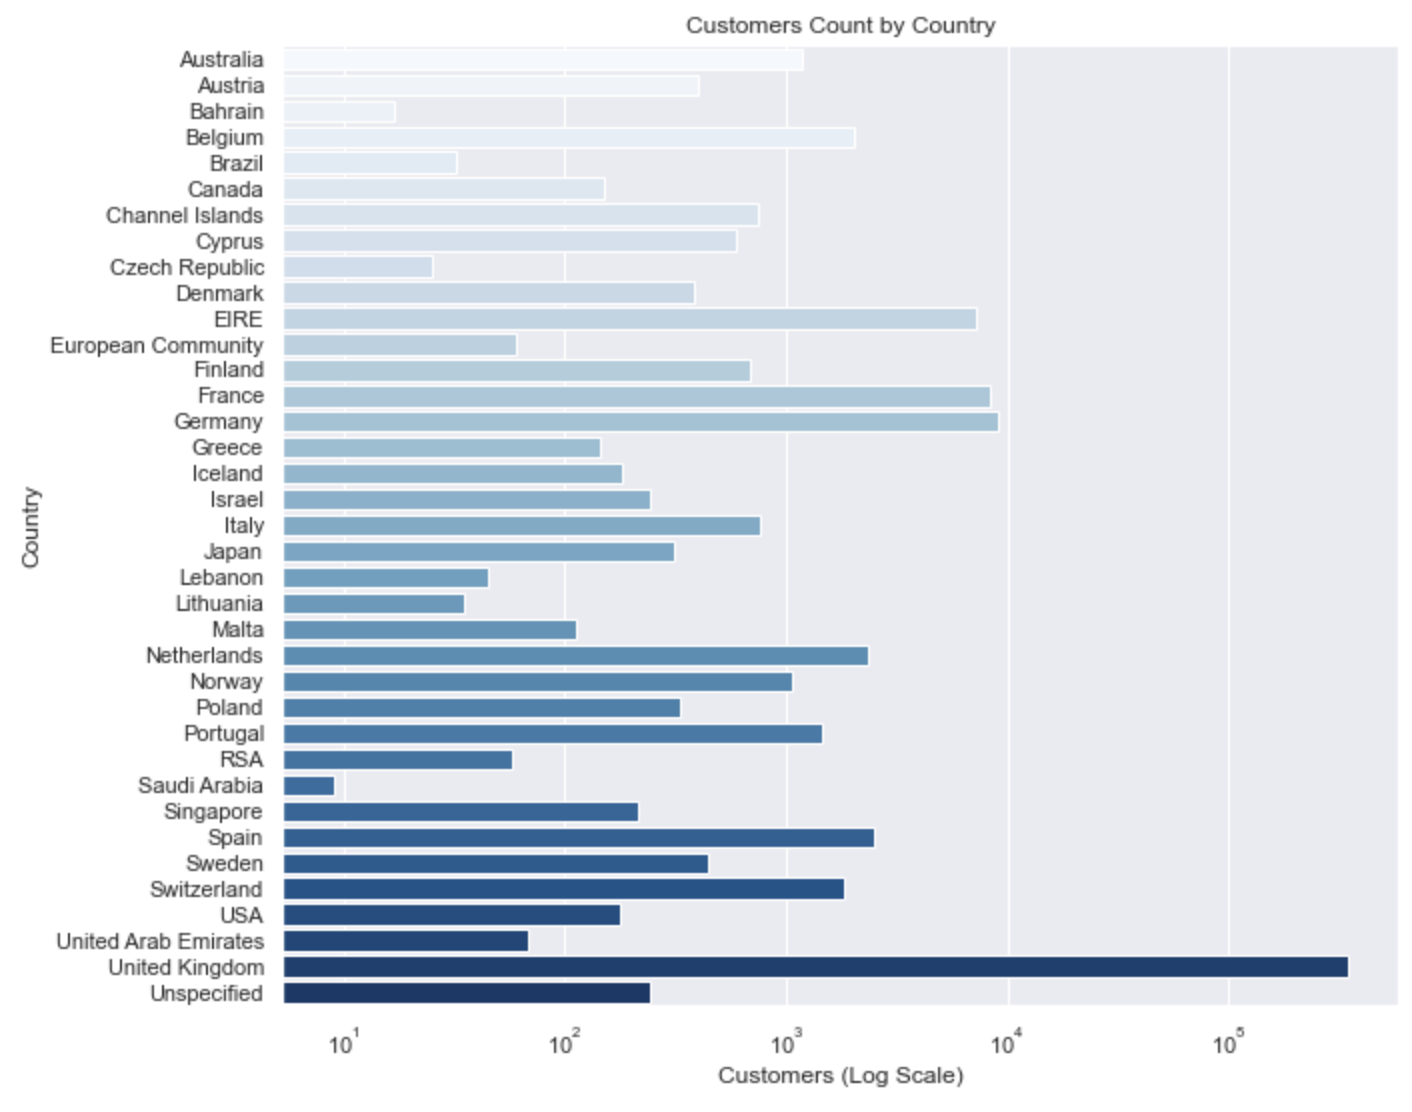 Customers Count by Country
Australia
Austria
Bahrain
Belgium
Brazil
Canada
Channel Islands
Cyprus
Czech Republic
Denmark
EIRE
European Community
Finland
France
Germany
Greece
Iceland
Israel
Italy
Japan
Lebanon
Lithuania
Malta
Netherlands
Norway
Poland
Portugal
RSA
Saudi Arabia
Singapore
Spain
Sweden
Switzerland
USA
United Arab Emirates
United Kingdom
Unspecified
Country
10¹ 10² 10³ 10⁴ 10⁵
Customers (Log Scale)